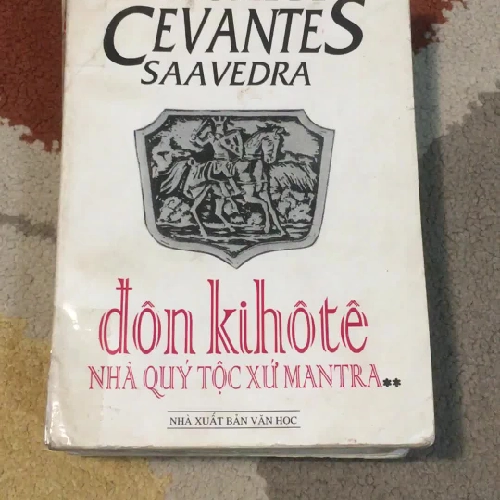 CEVANTES
SAAVEDRA
đôn kihôtê
NHÀ QUÝ TỘC XỨ MANTRA**
NHÀ XUẤT BẢN VĂN HỌC